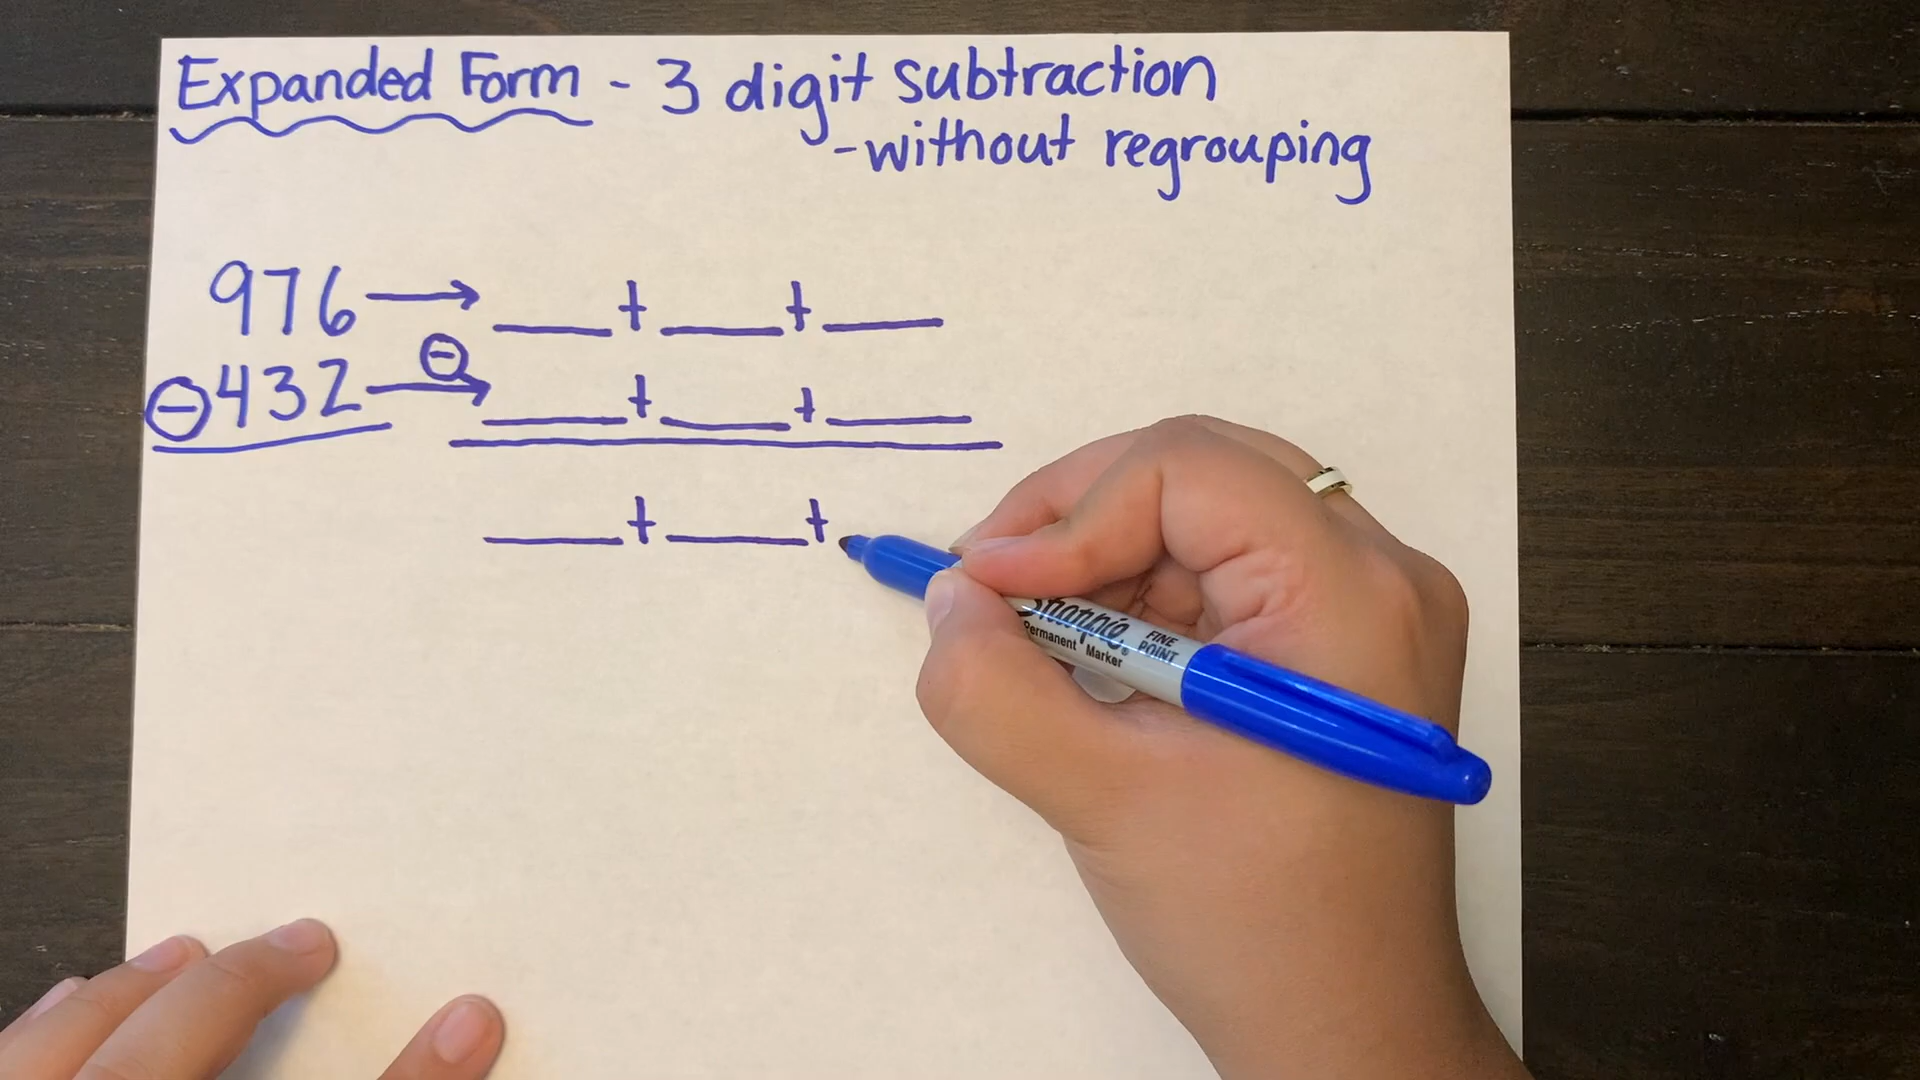 Expanded Form - 3 digit subtraction
-without regrouping
976 → ___ + ___ + ___
⊖432 ⊖→ ___ + ___ + ___
___ + ___ +
Sharpie®
Permanent Marker
FINE
POINT